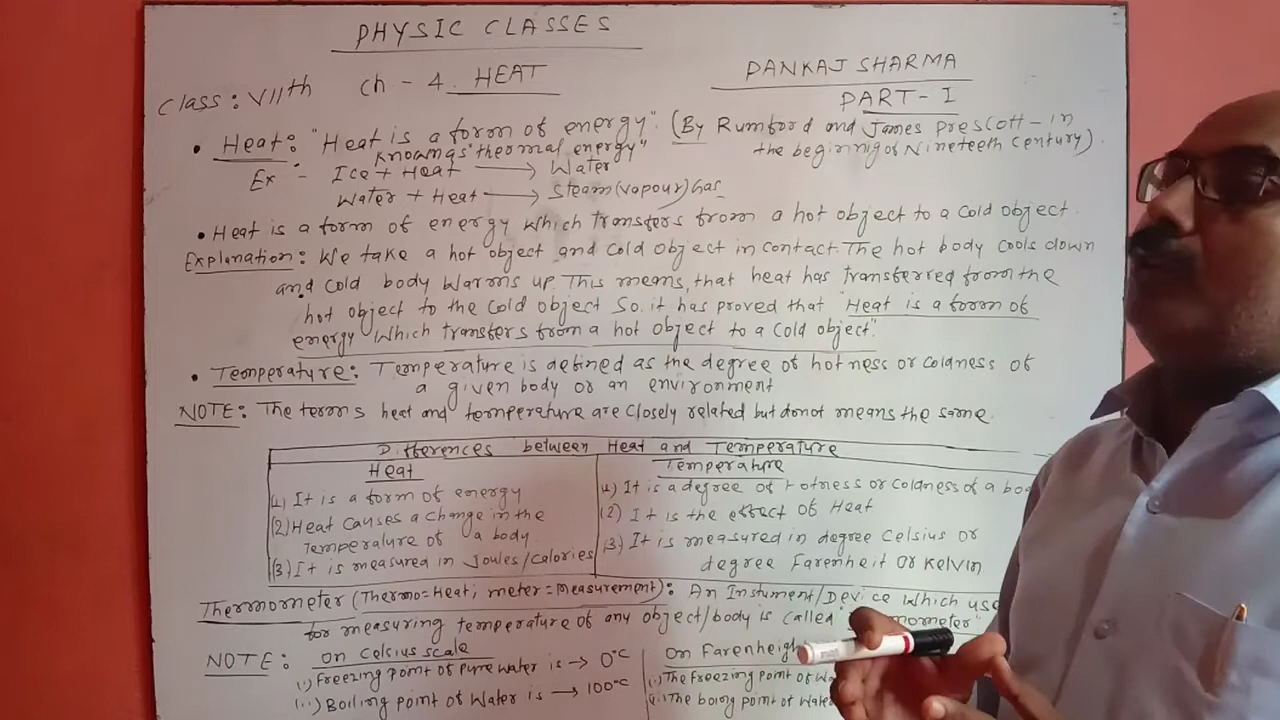 PHYSIC CLASSES
Class: VIIth ch - 4. HEAT
PANKAJ SHARMA
PART - I
• Heat: "Heat is a form of energy". (By Rumford and James Prescott - in
the beginnig of Nineteeth Century)
Knowngs "thermal energy"
Ex - Ice + Heat → Water
Water + Heat → Steam (Vapour) Gas
• Heat is a form of energy which transfers from a hot object to a cold object.
Explanation: We take a hot object and cold object in contact. The hot body cools down
and cold body warms up. This means, that heat has transferred from the
hot object to the cold object So. it has proved that "Heat is a form of
energy which transfers from a hot object to a cold object".
• Temperature: Temperature is defined as the degree of hotness or coldness of
a given body or an environment
NOTE: The terms heat and temperature are closely related but donot means the same.
Differences between Heat and Temperature
Heat
(1) It is a form of energy
(2) Heat causes a change in the
Temperature of a body.
(3) It is measured in Joules/Calories
Temperature
(1) It is a degree of Hotness or coldness of a bod
(2) It is the effect of Heat
(3) It is measured in degree Celsius or
degree Farenheit or Kelvin
Thermometer (Thermo=Heat, meter=measurement): An Instument/Device which use
for measuring temperature of any object/body is called "mometer"
NOTE: On Celsius scale
(i) Freezing point of Pure water is → 0°C
(ii) Boiling point of water is → 100°C
On Farenheigh
(i) The Freezing point of Wa
(ii) The boing point of Water